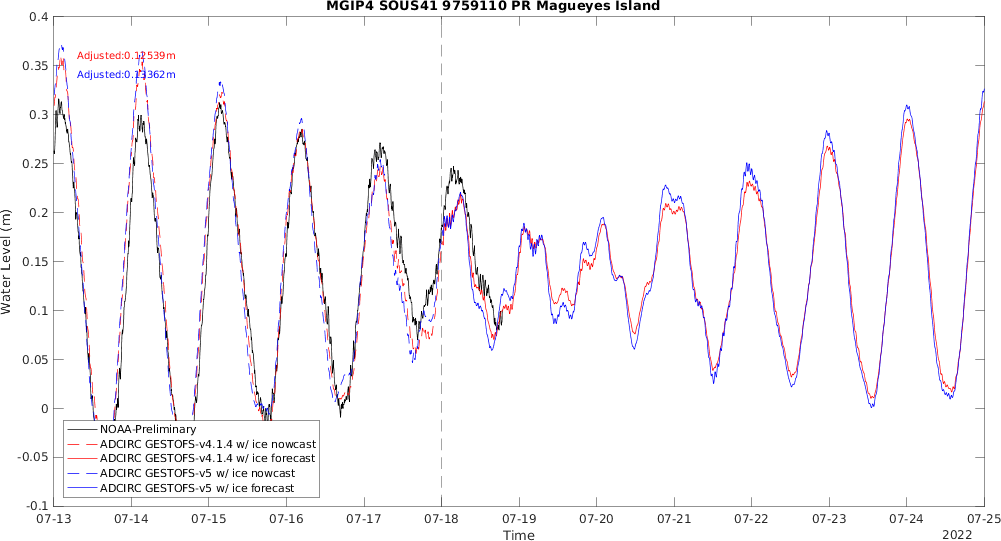 MGIP4 SOUS41 9759110 PR Magueyes Island
0.4
0.35
0.3
0.25
0.2
0.15
0.1
0.05
0
-0.05
-0.1
Water Level (m)
Adjusted:0.12539m
Adjusted:0.13362m
NOAA-Preliminary
ADCIRC GESTOFS-v4.1.4 w/ ice nowcast
ADCIRC GESTOFS-v4.1.4 w/ ice forecast
ADCIRC GESTOFS-v5 w/ ice nowcast
ADCIRC GESTOFS-v5 w/ ice forecast
07-13 07-14 07-15 07-16 07-17 07-18 07-19 07-20 07-21 07-22 07-23 07-24 07-25
Time
2022